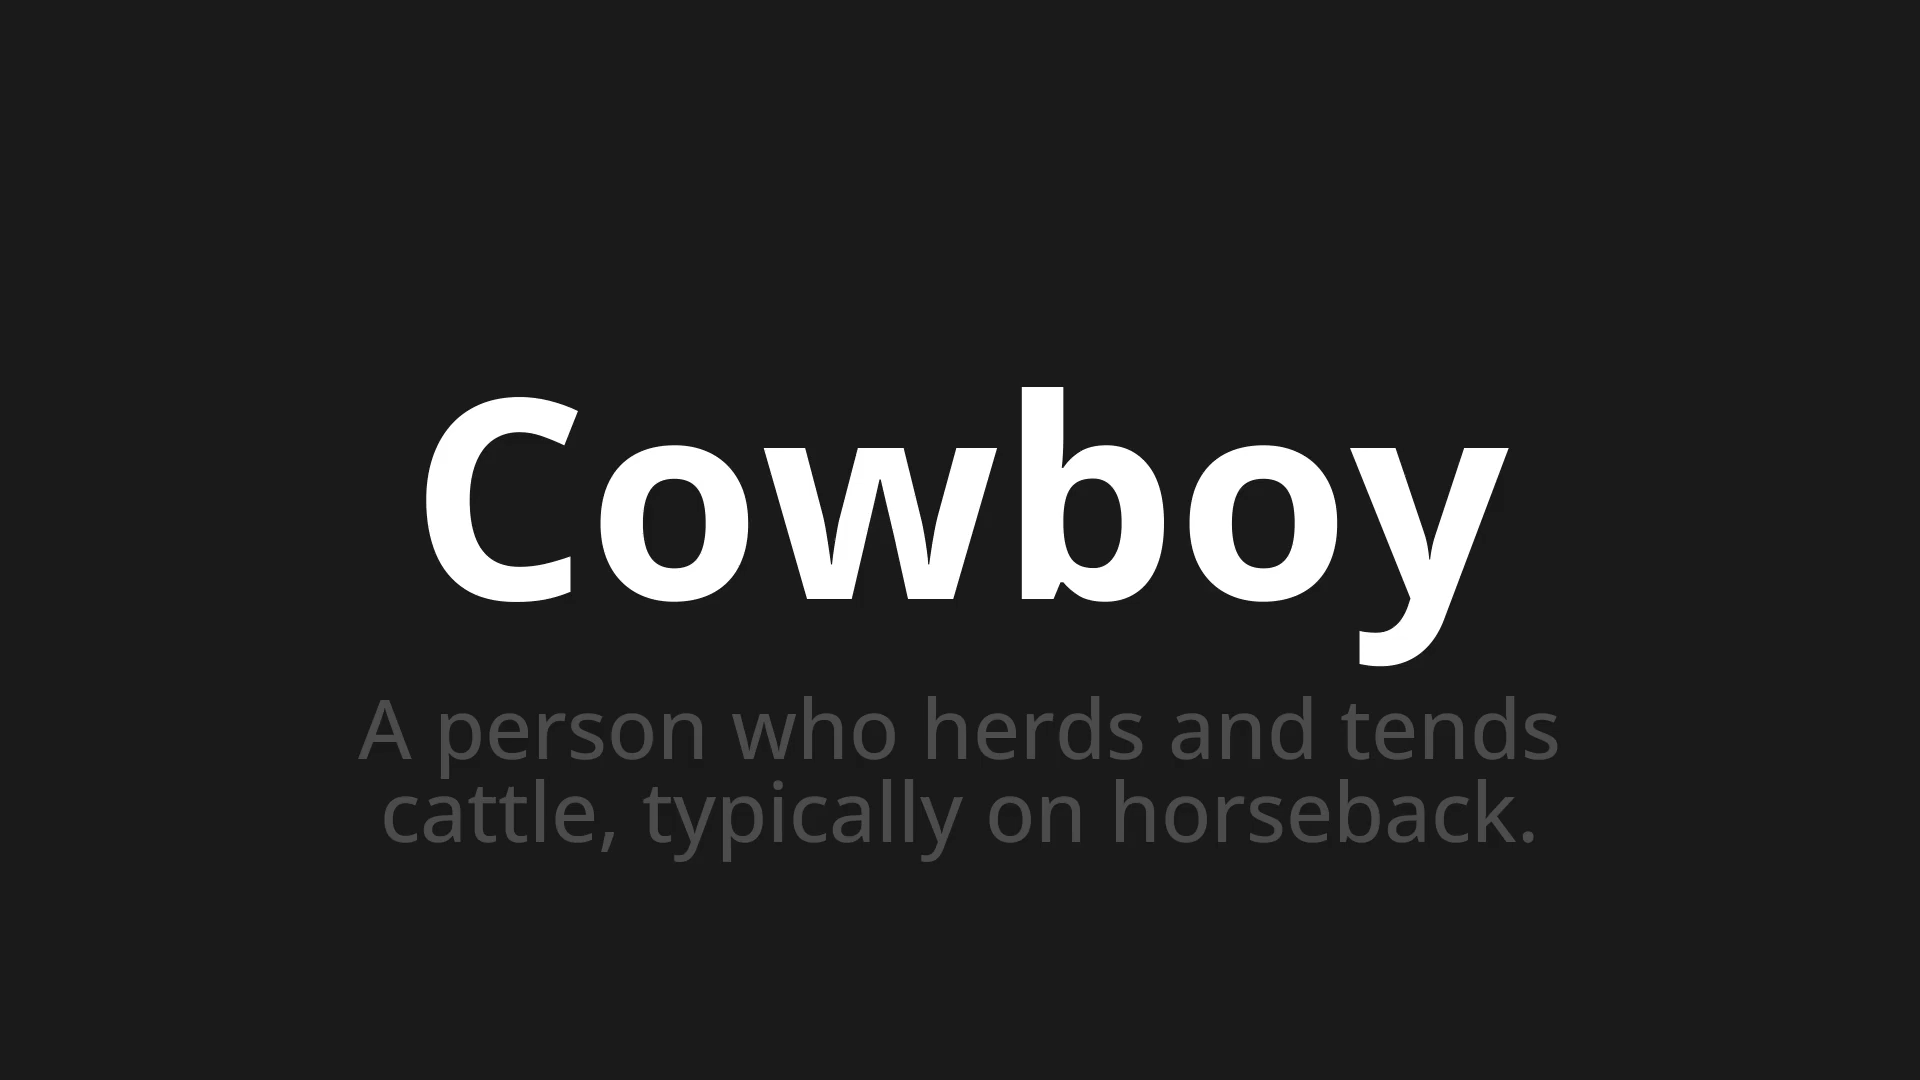 Cowboy
A person who herds and tends
cattle, typically on horseback.